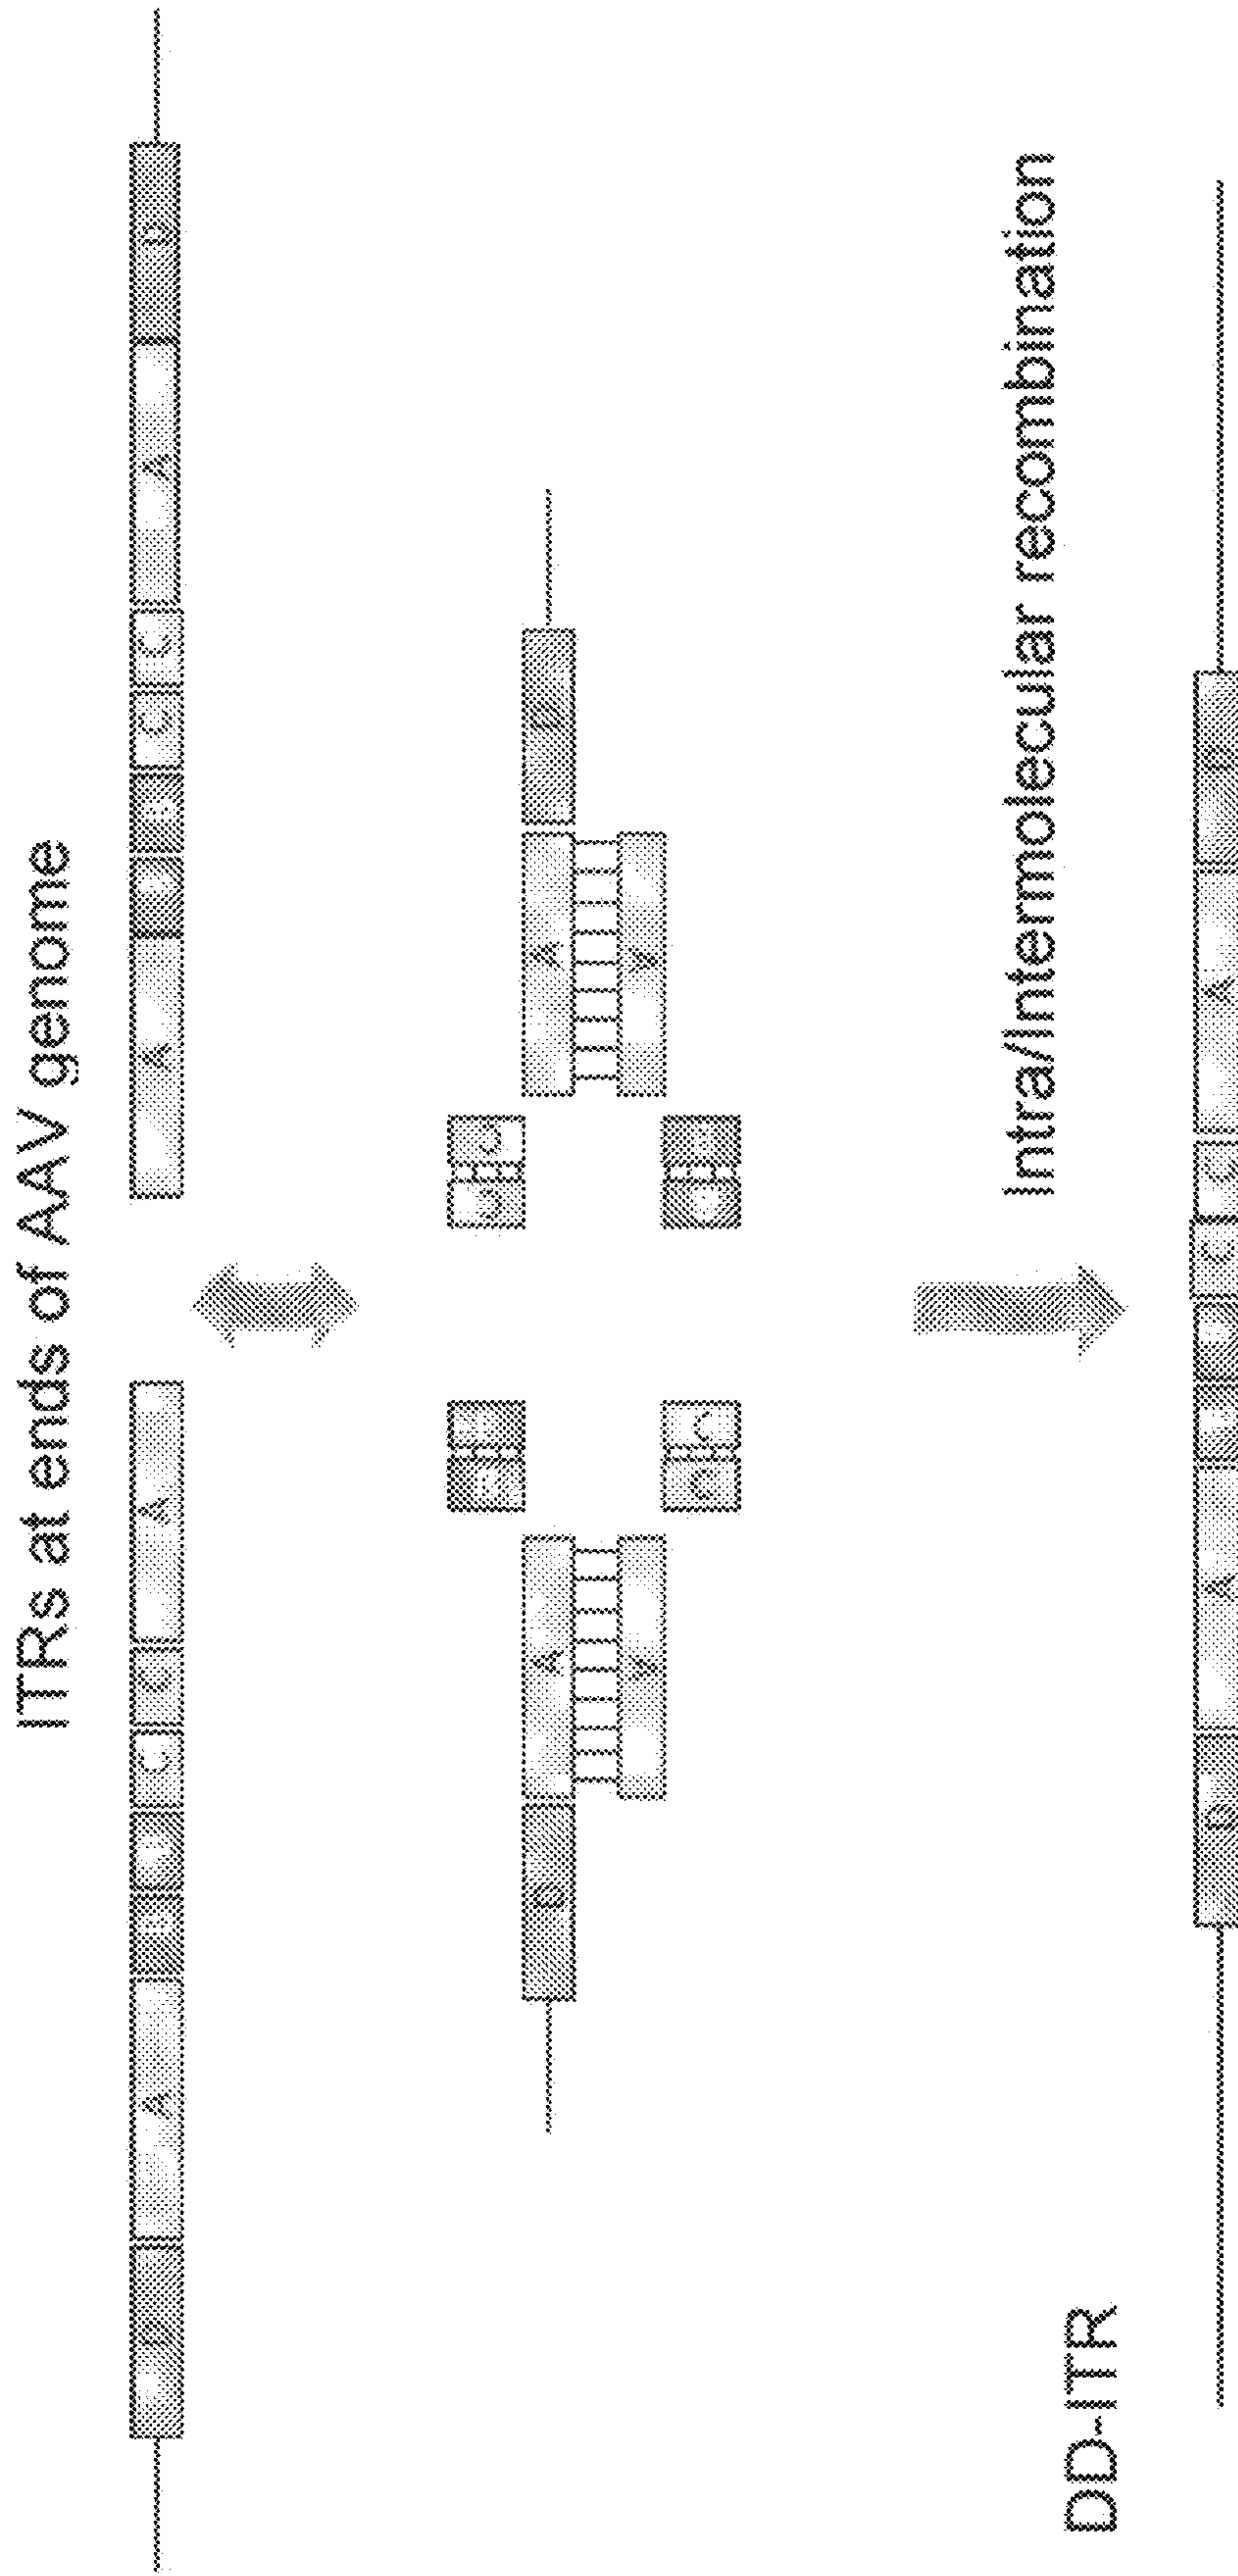 ITRs at ends of AAV genome
A B C C A A B C C A D
C C
D A A
A A
C C
Intra/Intermolecular recombination
DD-ITR
D A C C A